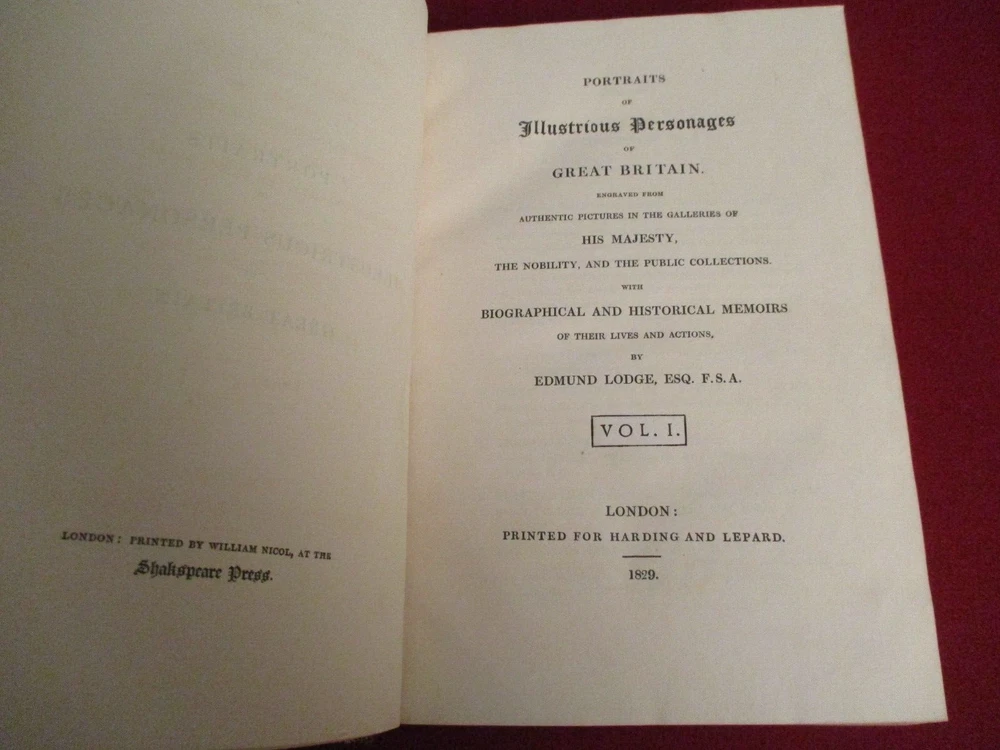 LONDON: PRINTED BY WILLIAM NICOL, AT THE
Shakspeare Press.
PORTRAITS
OF
Illustrious Personages
OF
GREAT BRITAIN.
ENGRAVED FROM
AUTHENTIC PICTURES IN THE GALLERIES OF
HIS MAJESTY,
THE NOBILITY, AND THE PUBLIC COLLECTIONS.
WITH
BIOGRAPHICAL AND HISTORICAL MEMOIRS
OF THEIR LIVES AND ACTIONS,
BY
EDMUND LODGE, ESQ. F.S.A.
VOL. I.
LONDON:
PRINTED FOR HARDING AND LEPARD.
1829.